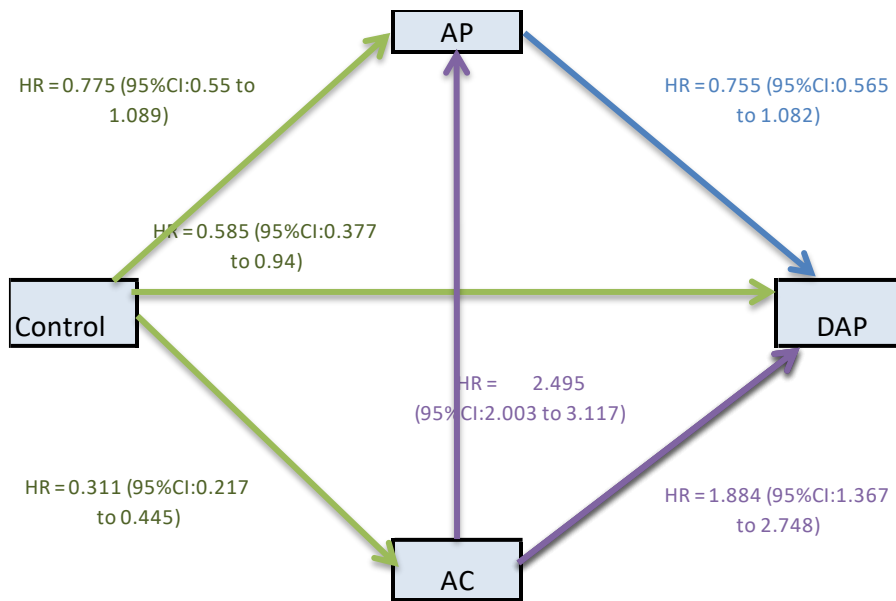 AP
HR = 0.775 (95%CI:0.55 to
1.089)
HR = 0.755 (95%CI:0.565
to 1.082)
HR = 0.585 (95%CI:0.377
to 0.94)
Control
DAP
HR = 2.495
(95%CI:2.003 to 3.117)
HR = 0.311 (95%CI:0.217
to 0.445)
HR = 1.884 (95%CI:1.367
to 2.748)
AC